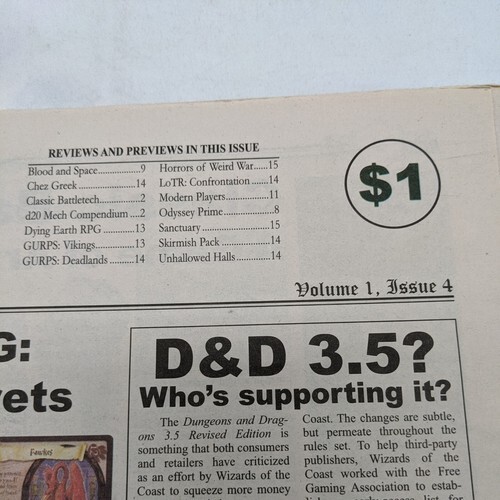 REVIEWS AND PREVIEWS IN THIS ISSUE
Blood and Space..............9
Chez Greek..................14
Classic Battletech.............2
d20 Mech Compendium ...2
Dying Earth RPG ............13
GURPS: Vikings..............13
GURPS: Deadlands .........14
Horrors of Weird War.....15
LoTR: Confrontation ......14
Modern Players..............11
Odyssey Prime.................8
Sanctuary......................15
Skirmish Pack ................14
Unhallowed Halls...........14
$1
Volume 1, Issue 4
G:
ets
Fawkes
D&D 3.5?
Who's supporting it?
The Dungeons and Drag-
ons 3.5 Revised Edition is
something that both consumers
and retailers have criticized
as an effort by Wizards of the
Coast to squeeze more money
Coast. The changes are subtle,
but permeate throughout the
rules set. To help third-party
publishers, Wizards of the
Coast worked with the Free
Gaming Association to estab-